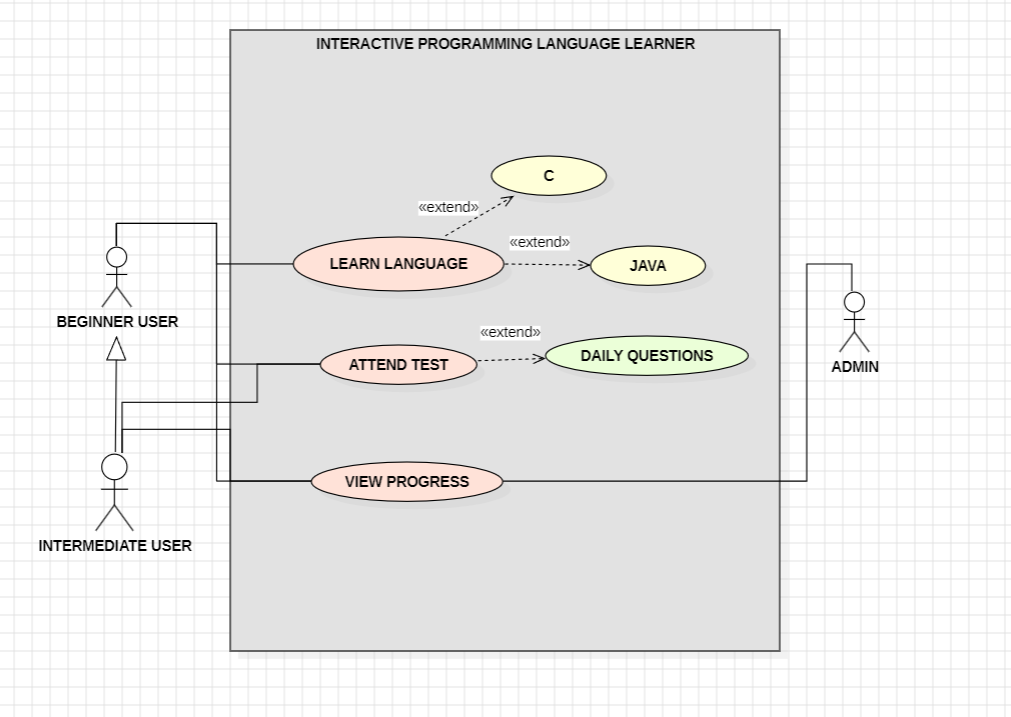 INTERACTIVE PROGRAMMING LANGUAGE LEARNER
C
«extend»
«extend»
LEARN LANGUAGE
JAVA
BEGINNER USER
«extend»
DAILY QUESTIONS
ATTEND TEST
ADMIN
VIEW PROGRESS
INTERMEDIATE USER